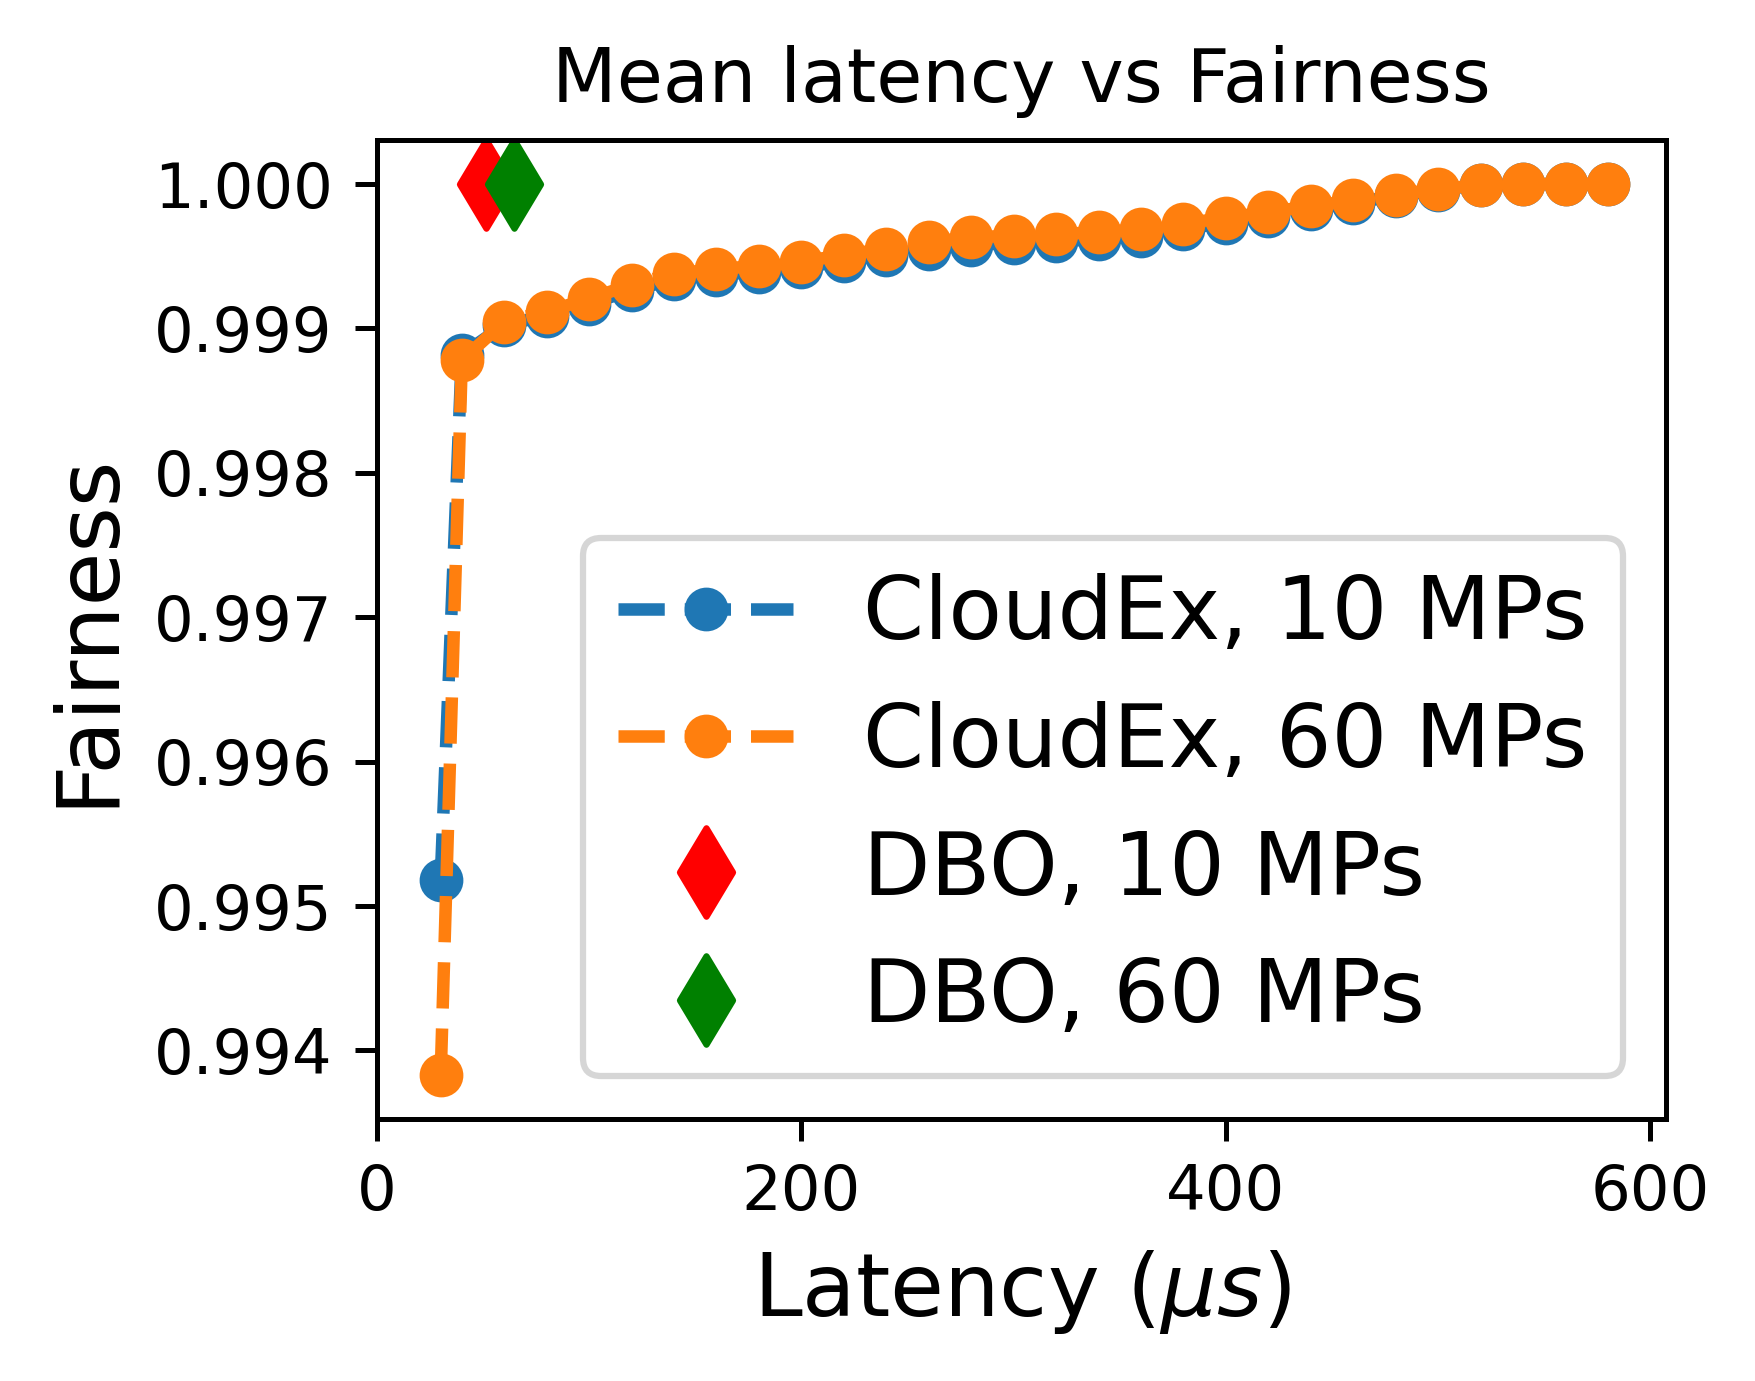 Mean latency vs Fairness
1.000
0.999
0.998
0.997
0.996
0.995
0.994
Fairness
CloudEx, 10 MPs
CloudEx, 60 MPs
DBO, 10 MPs
DBO, 60 MPs
0 200 400 600
Latency (μs)